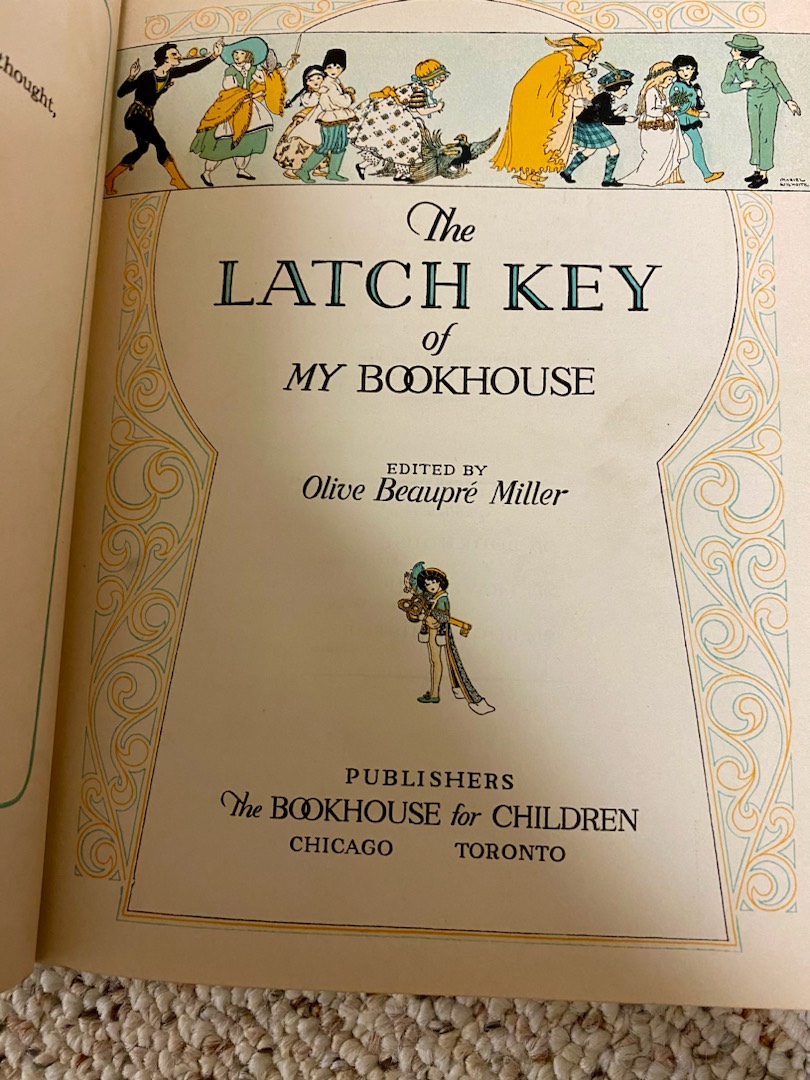 thought,
The
LATCH KEY
of
MY BOOKHOUSE
EDITED BY
Olive Beaupré Miller
PUBLISHERS
The BOOKHOUSE for CHILDREN
CHICAGO TORONTO